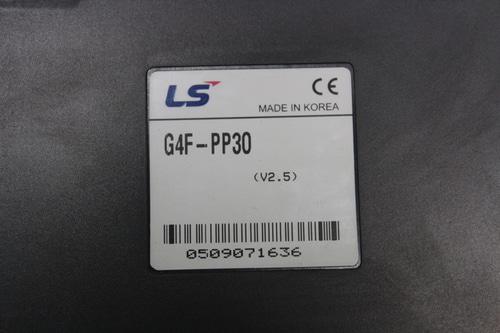 LS
CE
MADE IN KOREA
G4F-PP30
(V2.5)
0509071636